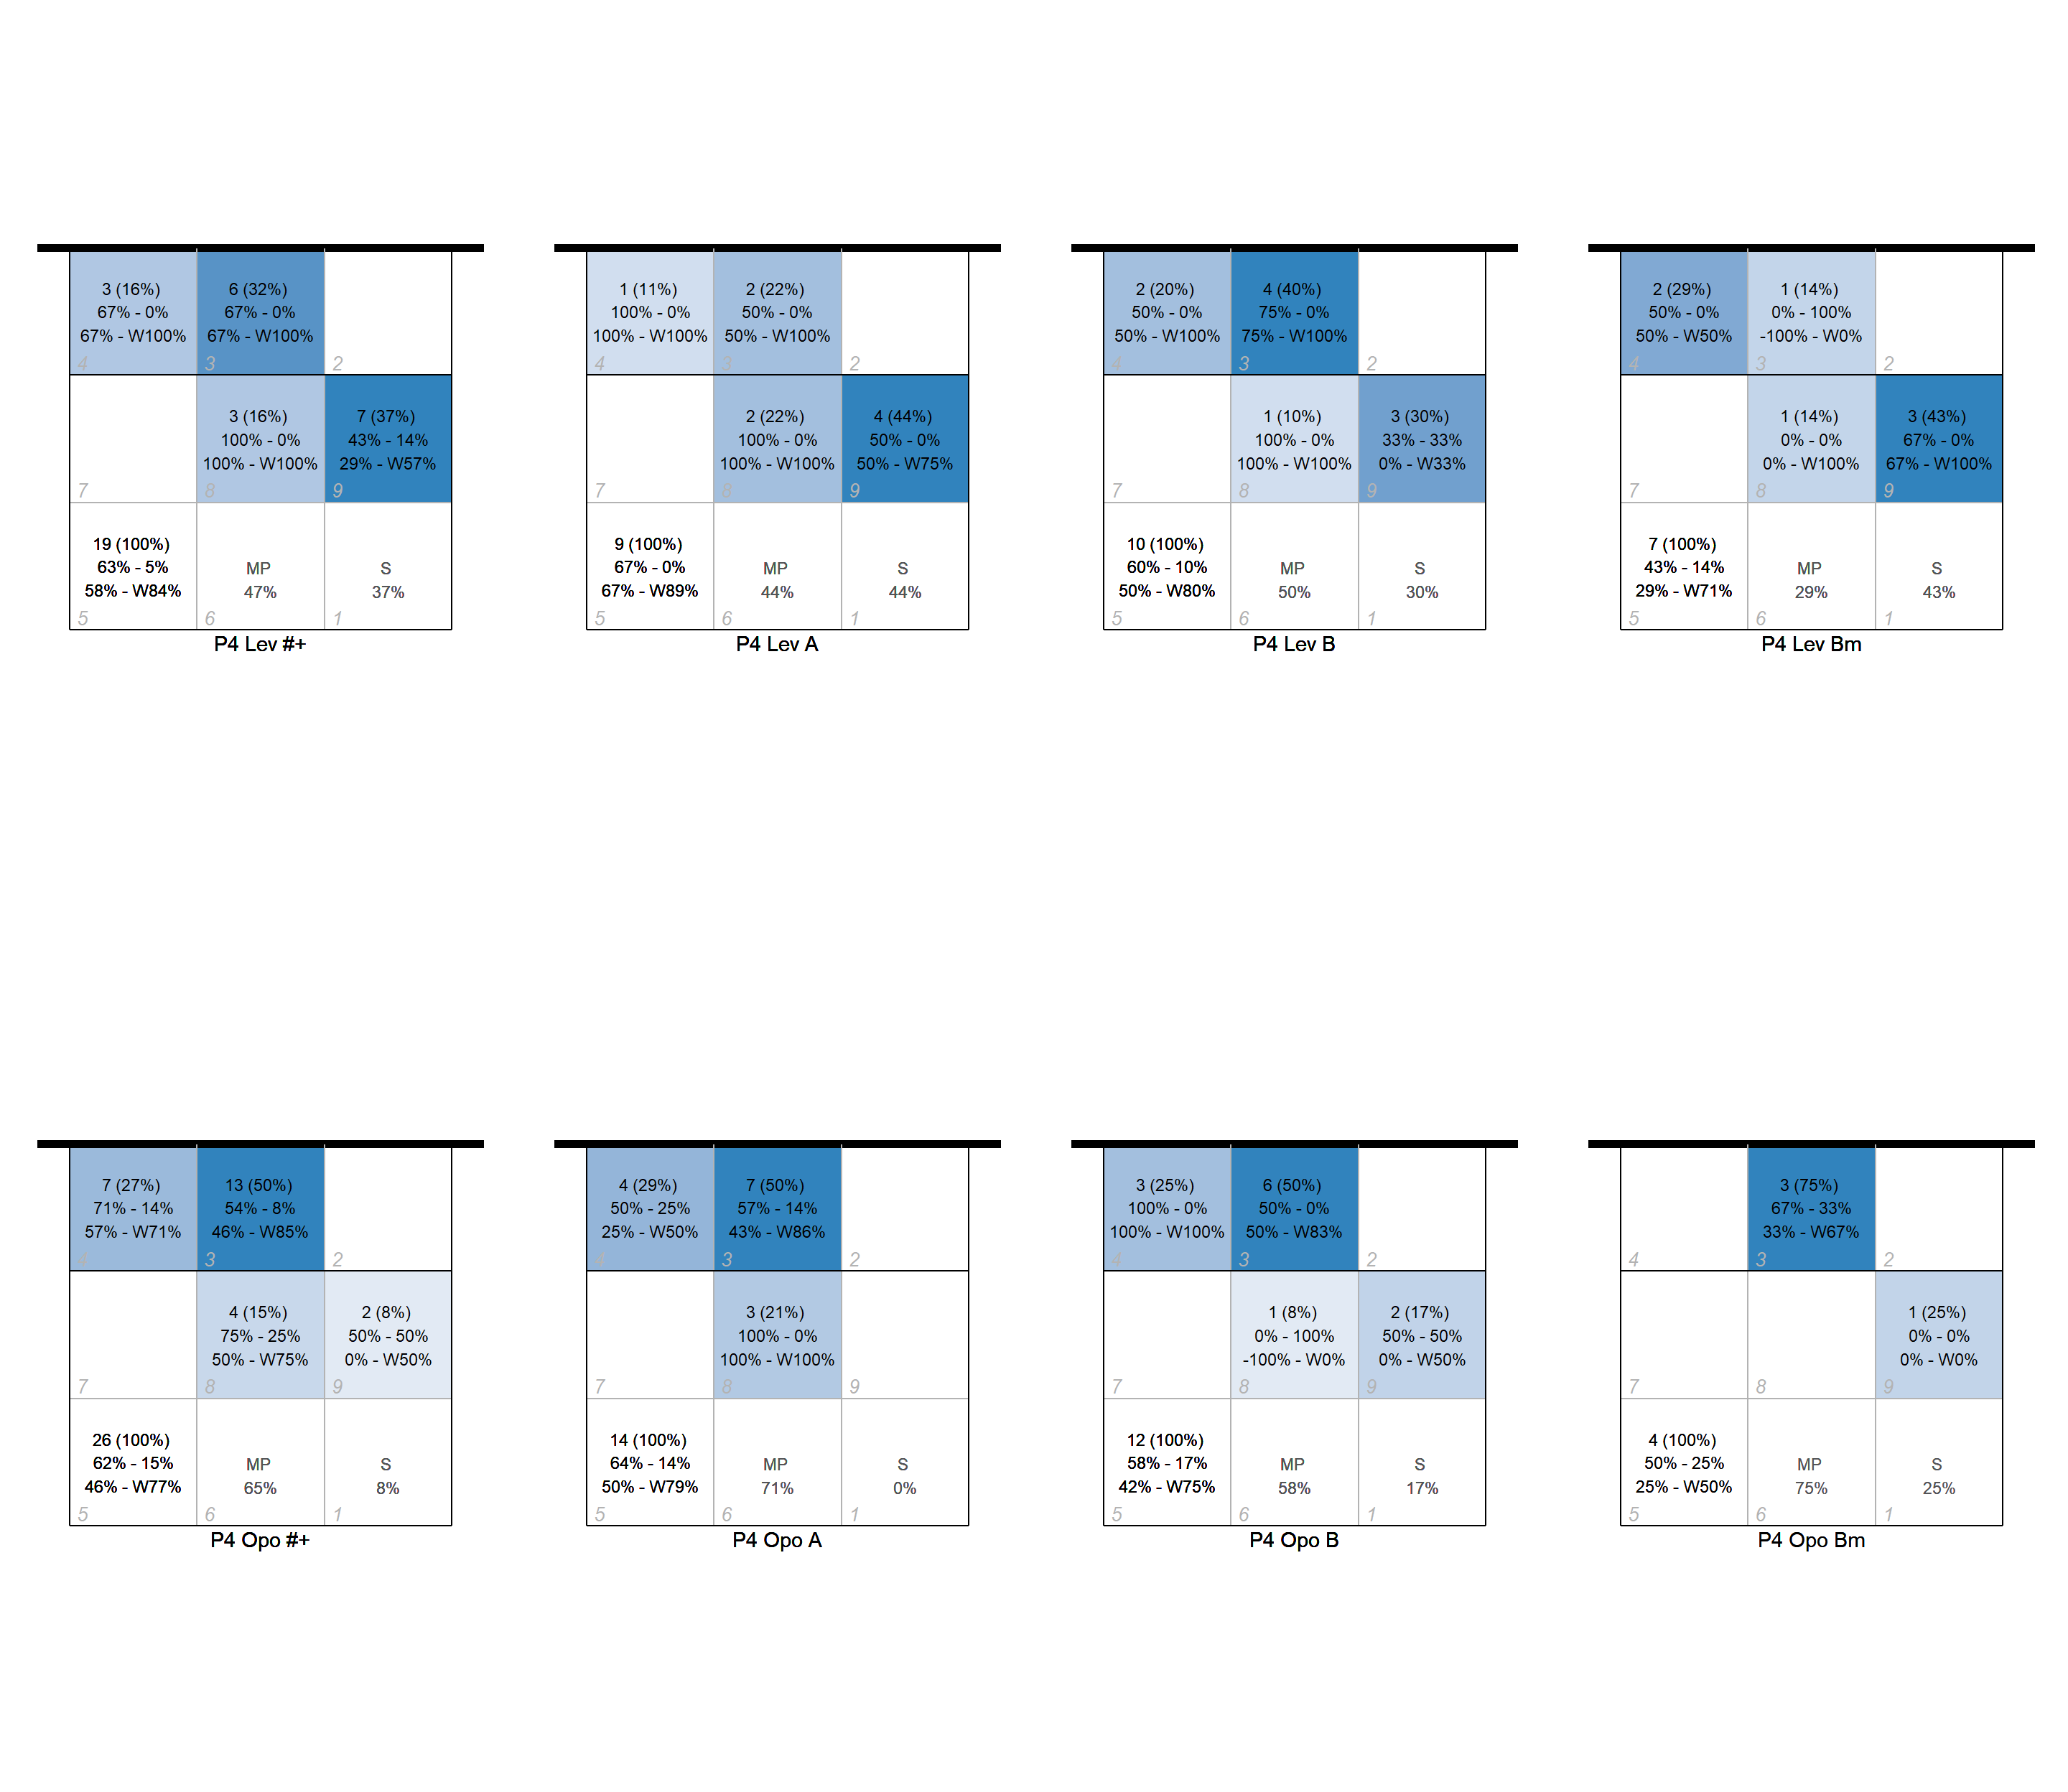 3 (16%)
67% - 0%
67% - W100%
4
6 (32%)
67% - 0%
67% - W100%
3
2
7
3 (16%)
100% - 0%
100% - W100%
8
7 (37%)
43% - 14%
29% - W57%
9
19 (100%)
63% - 5%
58% - W84%
5
MP
47%
6
S
37%
1
P4 Lev #+
1 (11%)
100% - 0%
100% - W100%
4
2 (22%)
50% - 0%
50% - W100%
3
2
7
2 (22%)
100% - 0%
100% - W100%
8
4 (44%)
50% - 0%
50% - W75%
9
9 (100%)
67% - 0%
67% - W89%
5
MP
44%
6
S
44%
1
P4 Lev A
2 (20%)
50% - 0%
50% - W100%
4
4 (40%)
75% - 0%
75% - W100%
3
2
7
1 (10%)
100% - 0%
100% - W100%
8
3 (30%)
33% - 33%
0% - W33%
9
10 (100%)
60% - 10%
50% - W80%
5
MP
50%
6
S
30%
1
P4 Lev B
2 (29%)
50% - 0%
50% - W50%
4
1 (14%)
0% - 100%
-100% - W0%
3
2
7
1 (14%)
0% - 0%
0% - W100%
8
3 (43%)
67% - 0%
67% - W100%
9
7 (100%)
43% - 14%
29% - W71%
5
MP
29%
6
S
43%
1
P4 Lev Bm
7 (27%)
71% - 14%
57% - W71%
4
13 (50%)
54% - 8%
46% - W85%
3
2
7
4 (15%)
75% - 25%
50% - W75%
8
2 (8%)
50% - 50%
0% - W50%
9
26 (100%)
62% - 15%
46% - W77%
5
MP
65%
6
S
8%
1
P4 Opo #+
4 (29%)
50% - 25%
25% - W50%
4
7 (50%)
57% - 14%
43% - W86%
3
2
7
3 (21%)
100% - 0%
100% - W100%
8
9
14 (100%)
64% - 14%
50% - W79%
5
MP
71%
6
S
0%
1
P4 Opo A
3 (25%)
100% - 0%
100% - W100%
4
6 (50%)
50% - 0%
50% - W83%
3
2
7
1 (8%)
0% - 100%
-100% - W0%
8
2 (17%)
50% - 50%
0% - W50%
9
12 (100%)
58% - 17%
42% - W75%
5
MP
58%
6
S
17%
1
P4 Opo B
4
3 (75%)
67% - 33%
33% - W67%
3
2
7
8
1 (25%)
0% - 0%
0% - W0%
9
4 (100%)
50% - 25%
25% - W50%
5
MP
75%
6
S
25%
1
P4 Opo Bm